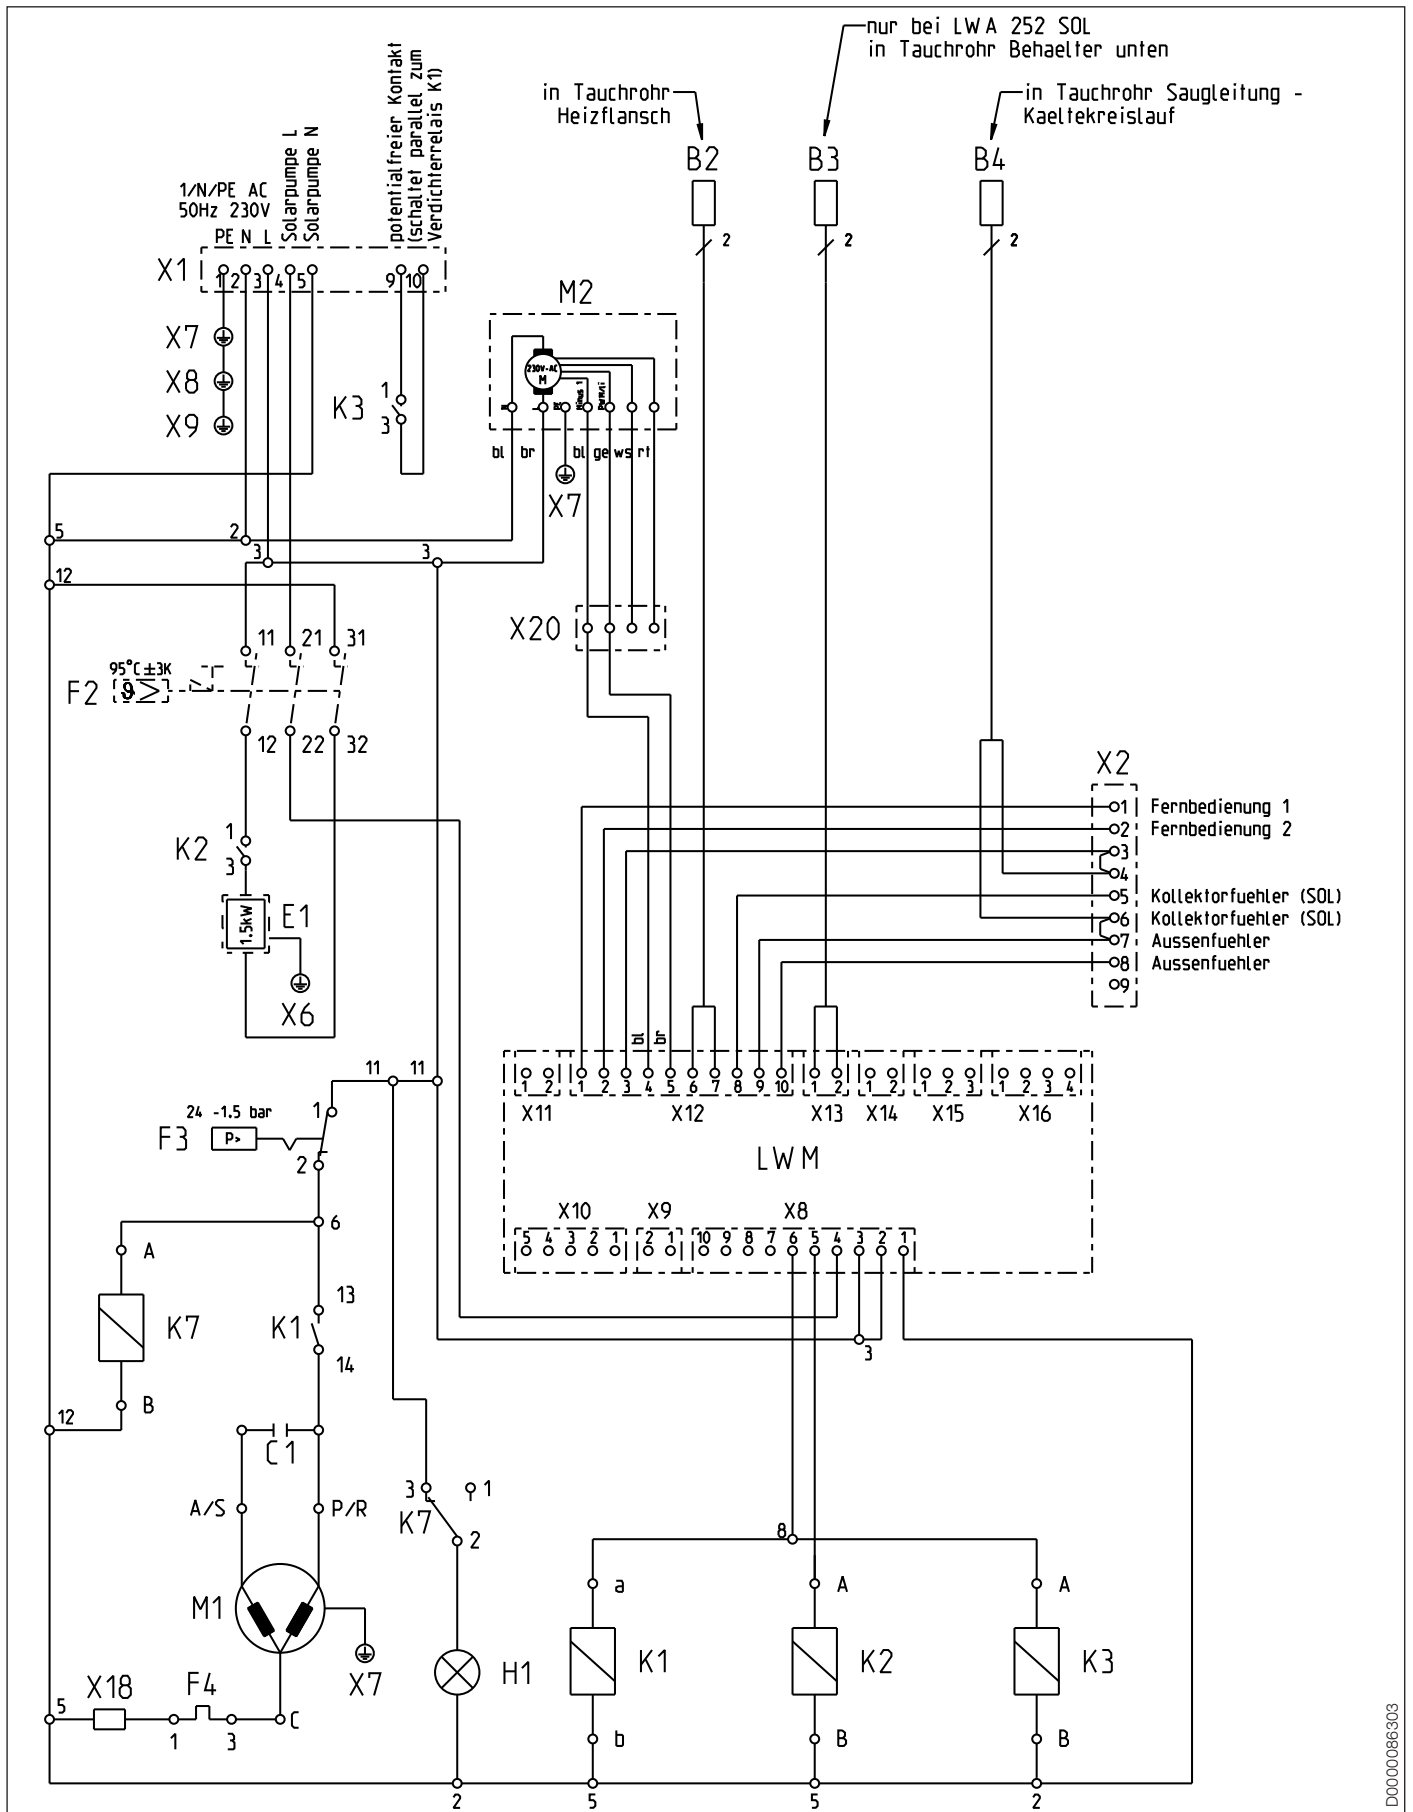 nur bei LWA 252 SOL
in Tauchrohr Behaelter unten
in Tauchrohr
Heizflansch
in Tauchrohr Saugleitung -
Kaeltekreislauf
B2
B3
B4
2
2
2
1/N/PE AC
50Hz 230V
PE N L
Solarpumpe L
Solarpumpe N
potentialfreier Kontakt
(schaltet parallel zum
Verdichterrelais K1)
X1
1 2 3 4 5 9 10
X7
X8
X9
K3
1
3
M2
230V-AC
M
N L PE Minus 1
bl br bl ge ws rt
X7
5
2
3
3
12
X20
11 21 31
95°C ±3K
F2
ϑ >
12 22 32
K2
1
3
1.5kW
E1
X6
X2
1 Fernbedienung 1
2 Fernbedienung 2
3
4
5 Kollektorfuehler (SOL)
6 Kollektorfuehler (SOL)
7 Aussenfuehler
8 Aussenfuehler
9
bl
br
1 2
1 2 3 4 5 6 7 8 9 10
1 2
1 2
1 2 3
1 2 3 4
X11 X12 X13 X14 X15 X16
LWM
X10 X9 X8
5 4 3 2 1
2 1
10 9 8 7 6 5 4 3 2 1
11 11
24 -1.5 bar
F3
P>
1
2
6
A
K7
B
12
13
K1
14
C1
A/S
P/R
M1
X7
X18
F4
5
1
3
C
3
3
1
K7
2
H1
8
a
K1
b
A
K2
B
A
K3
B
2
5
5
2
D0000086303